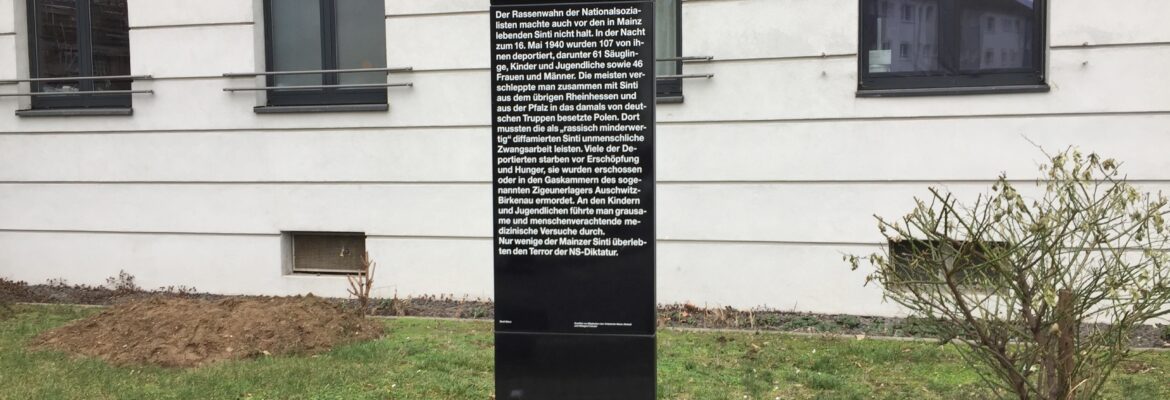 Der Rassenwahn der Nationalsozia-
listen machte auch vor den in Mainz
lebenden Sinti nicht halt. In der Nacht
zum 16. Mai 1940 wurden 107 von ih-
nen deportiert, darunter 61 Säuglin-
ge, Kinder und Jugendliche sowie 46
Frauen und Männer. Die meisten ver-
schleppte man zusammen mit Sinti
aus dem übrigen Rheinhessen und
aus der Pfalz in das damals von deut-
schen Truppen besetzte Polen. Dort
mussten die als „rassisch minderwer-
tig“ diffamierten Sinti unmenschliche
Zwangsarbeit leisten. Viele der De-
portierten starben vor Erschöpfung
und Hunger, sie wurden erschossen
oder in den Gaskammern des soge-
nannten Zigeunerlagers Auschwitz-
Birkenau ermordet. An den Kindern
und Jugendlichen führte man grausa-
me und menschenverachtende me-
dizinische Versuche durch.
Nur wenige der Mainzer Sinti überleb-
ten den Terror der NS-Diktatur.